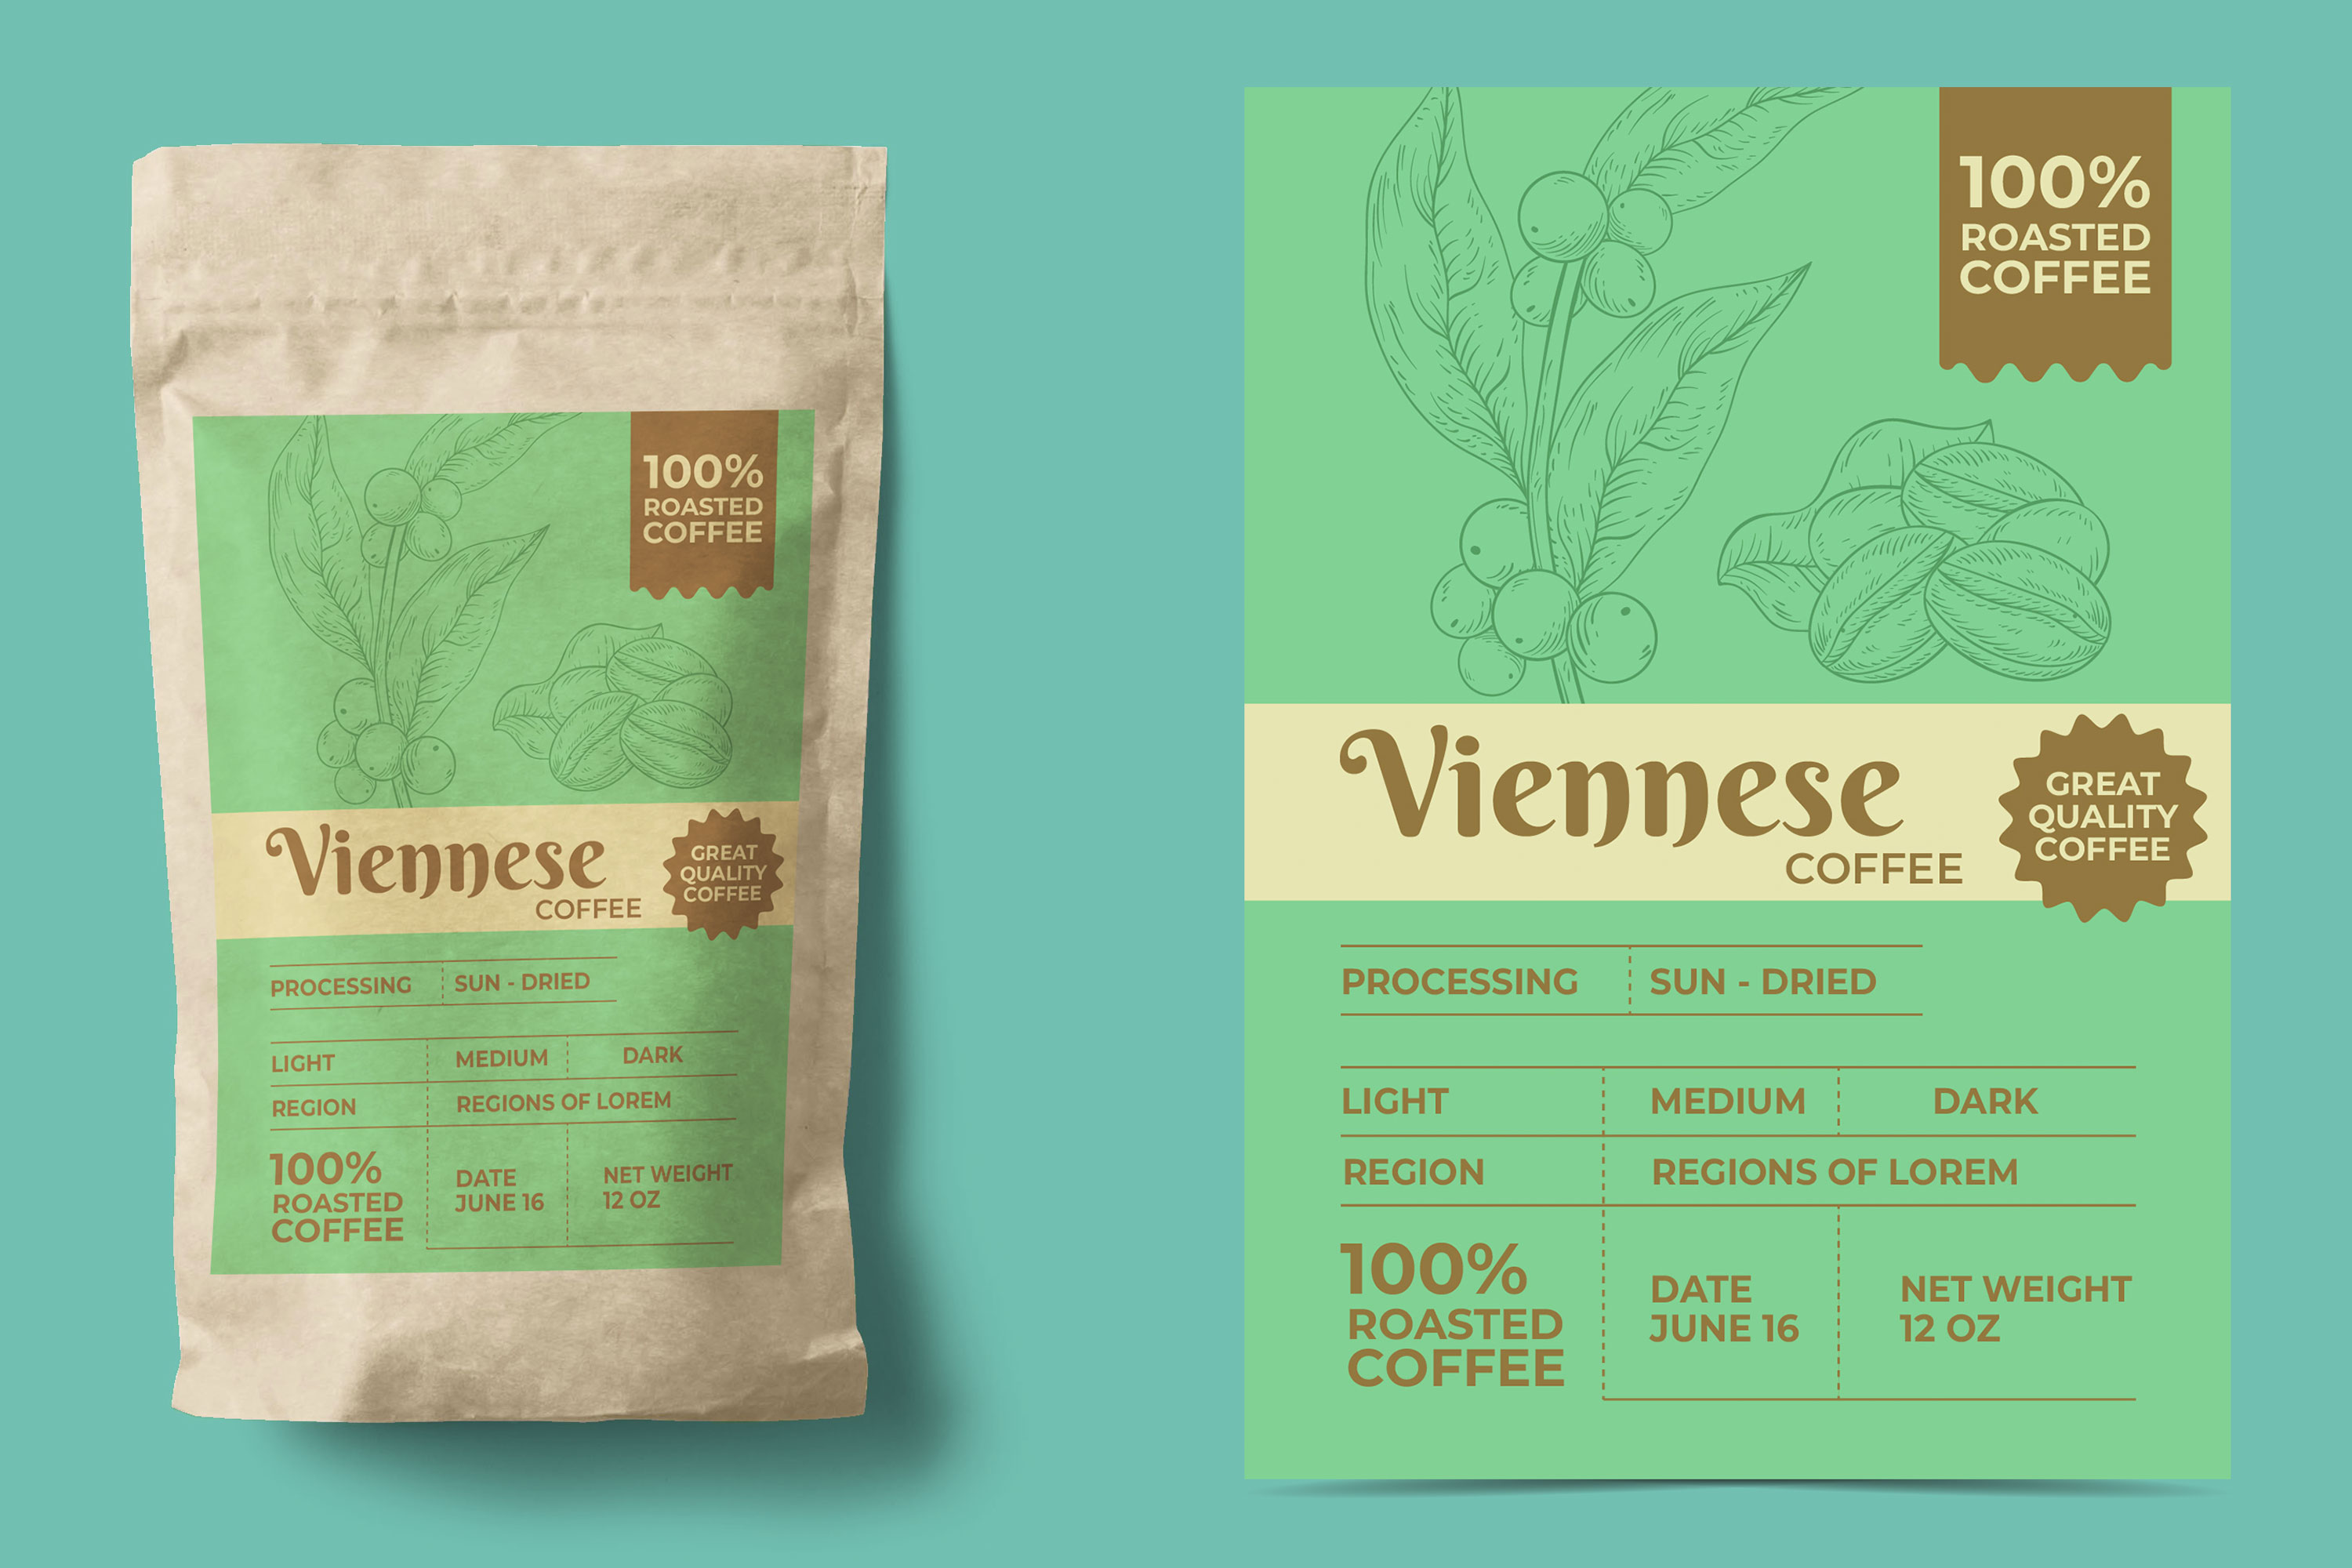 100%
ROASTED
COFFEE
Viennese
COFFEE
GREAT
QUALITY
COFFEE
PROCESSING SUN - DRIED
LIGHT MEDIUM DARK
REGION REGIONS OF LOREM
100%
ROASTED
COFFEE
DATE
JUNE 16
NET WEIGHT
12 OZ
100%
ROASTED
COFFEE
Viennese
COFFEE
GREAT
QUALITY
COFFEE
PROCESSING SUN - DRIED
LIGHT MEDIUM DARK
REGION REGIONS OF LOREM
100%
ROASTED
COFFEE
DATE
JUNE 16
NET WEIGHT
12 OZ